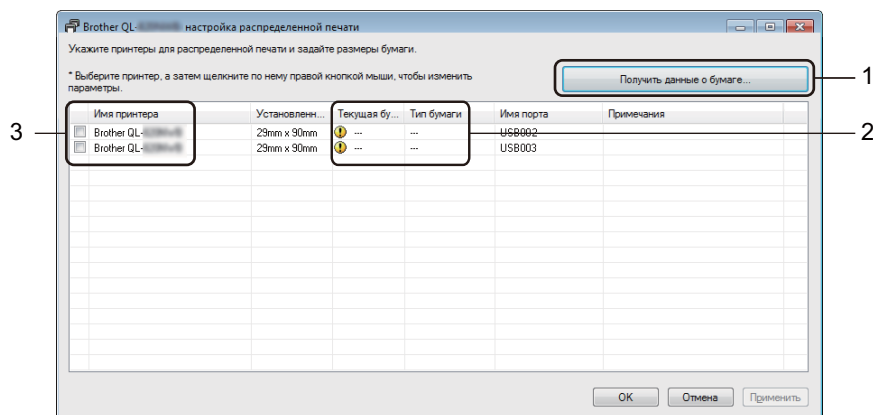 Brother QL- настройка распределенной печати
Укажите принтеры для распределенной печати и задайте размеры бумаги.
* Выберите принтер, а затем щелкните по нему правой кнопкой мыши, чтобы изменить
параметры.
Получить данные о бумаге...
1
Имя принтера Установленн... Текущая бу... Тип бумаги Имя порта Примечания
3
Brother QL- 29mm x 90mm --- --- USB002
2
Brother QL- 29mm x 90mm --- --- USB003
OK Отмена Применить